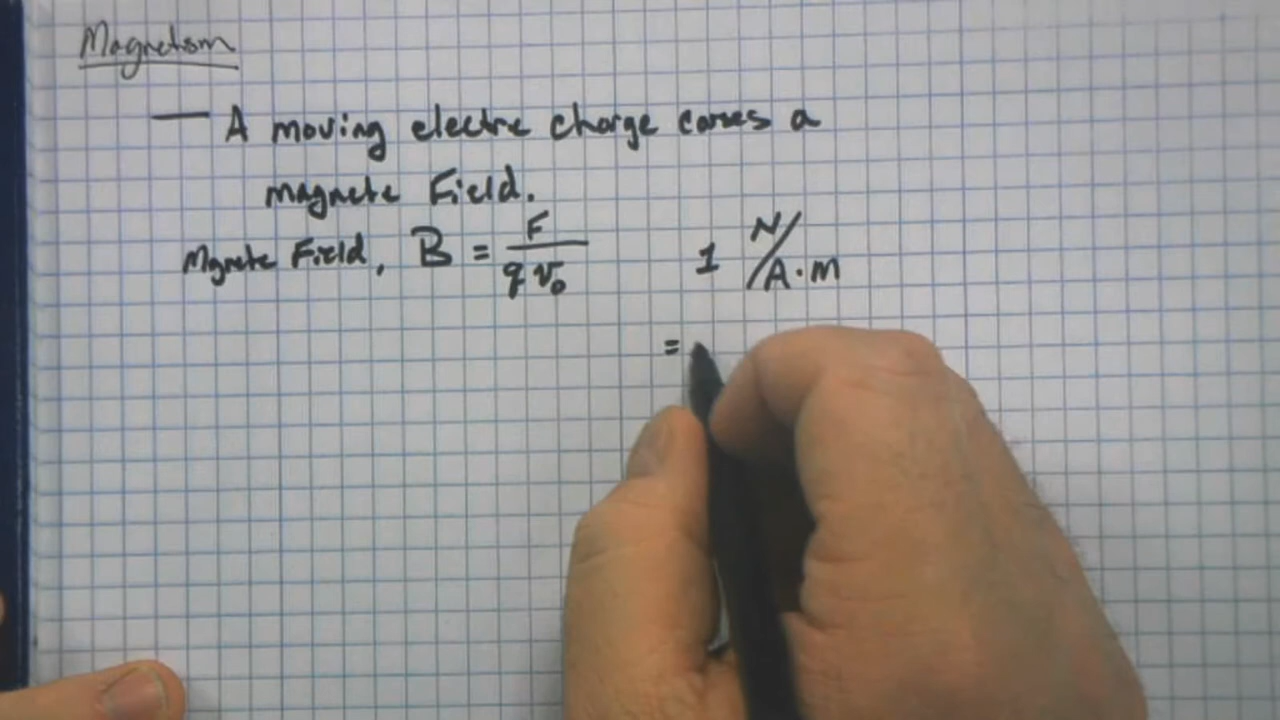 Magnetism
— A moving electric charge causes a
magnetic Field.
Magnetic Field, B = F / q v₀ 1 N/A·m
=